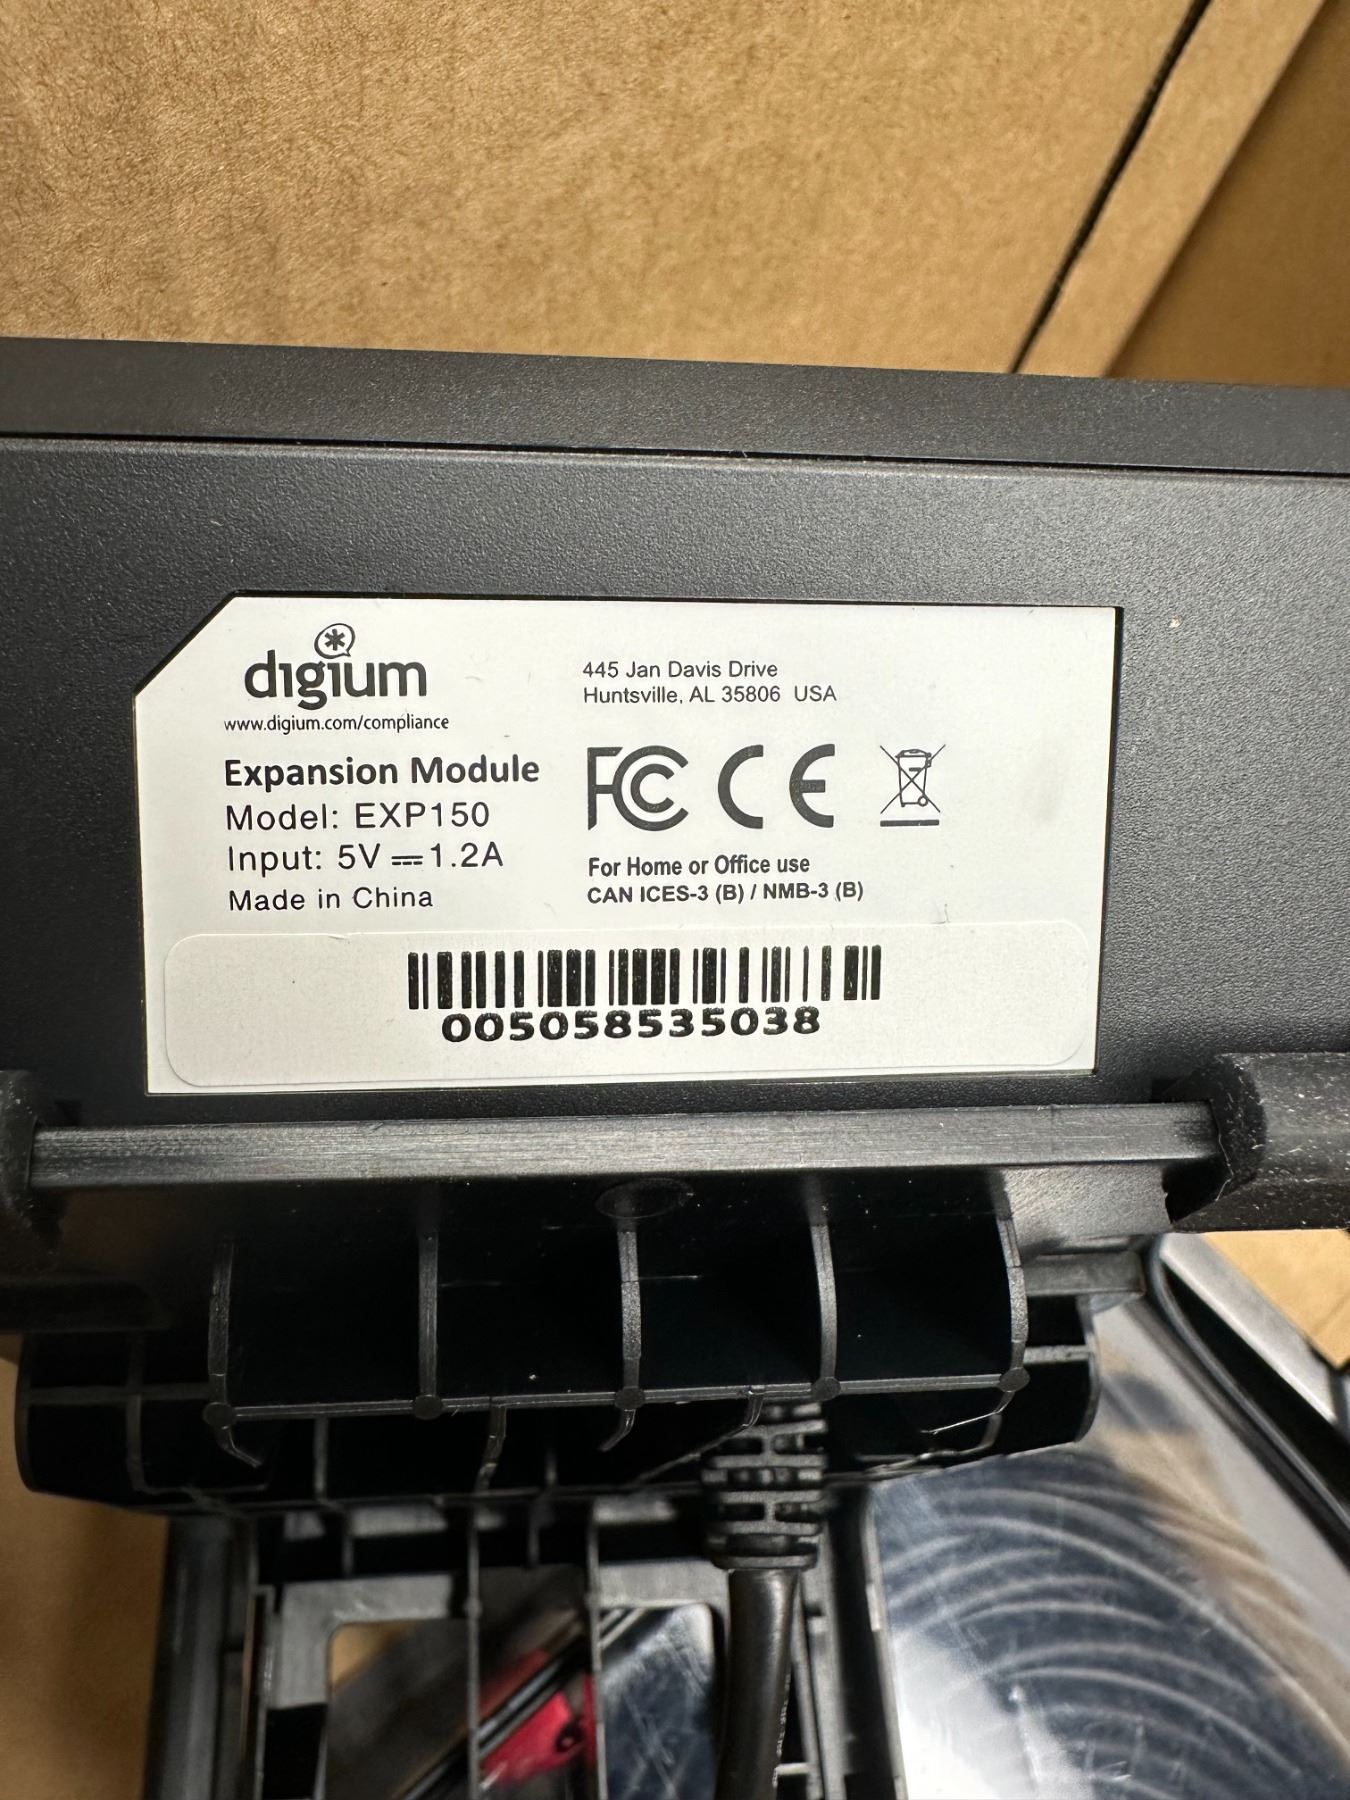 digium
www.digium.com/compliance
445 Jan Davis Drive
Huntsville, AL 35806 USA
Expansion Module
Model: EXP150
Input: 5V ⎓ 1.2A
Made in China
FC CE
For Home or Office use
CAN ICES-3 (B) / NMB-3 (B)
005058535038